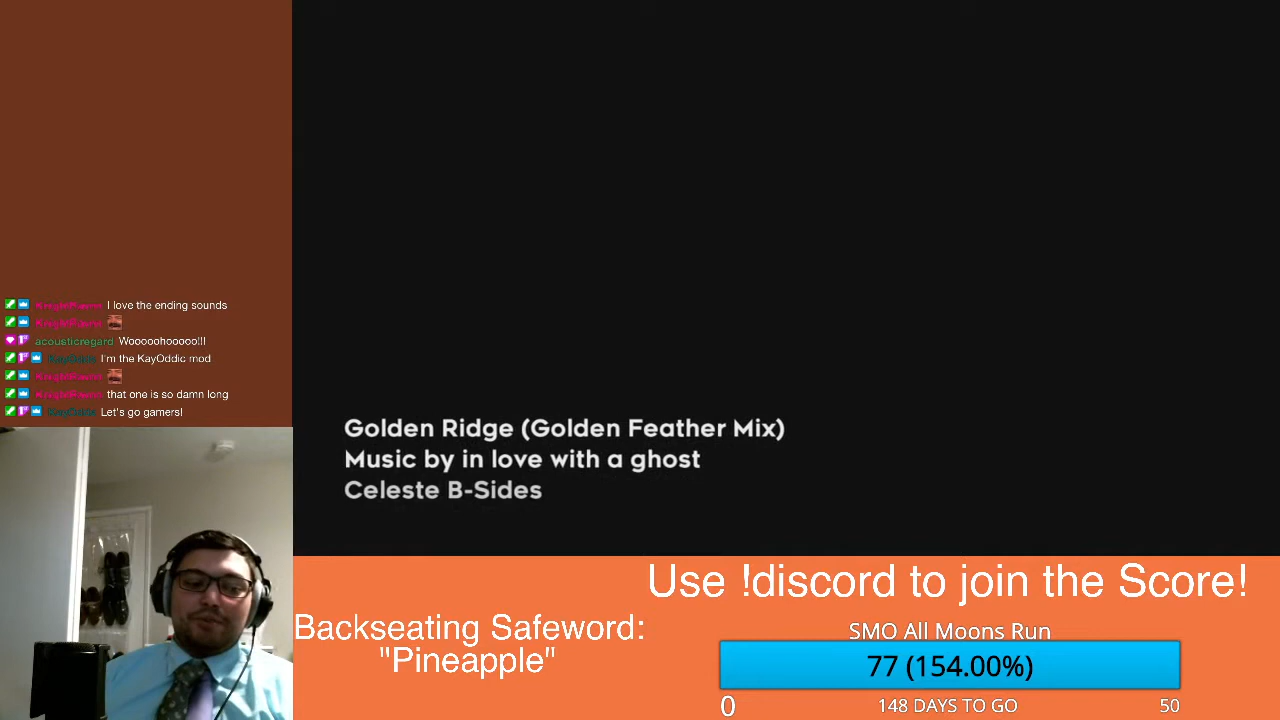 I love the ending sounds
acousticregard Wooooohooooo!!!
KayOddic I'm the KayOddic mod
that one is so damn long
KayOddic Let's go gamers!
Golden Ridge (Golden Feather Mix)
Music by in love with a ghost
Celeste B-Sides
Use !discord to join the Score!
Backseating Safeword:
"Pineapple"
SMO All Moons Run
77 (154.00%)
0 148 DAYS TO GO 50